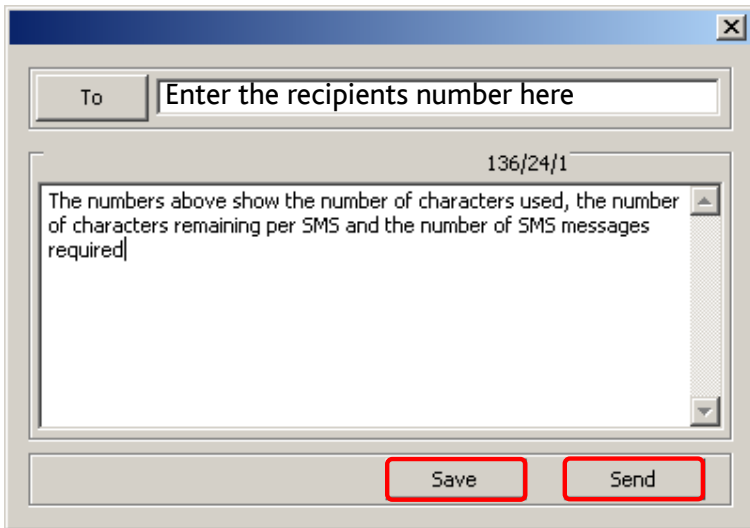 To
Enter the recipients number here
136/24/1
The numbers above show the number of characters used, the number
of characters remaining per SMS and the number of SMS messages
required
Save
Send